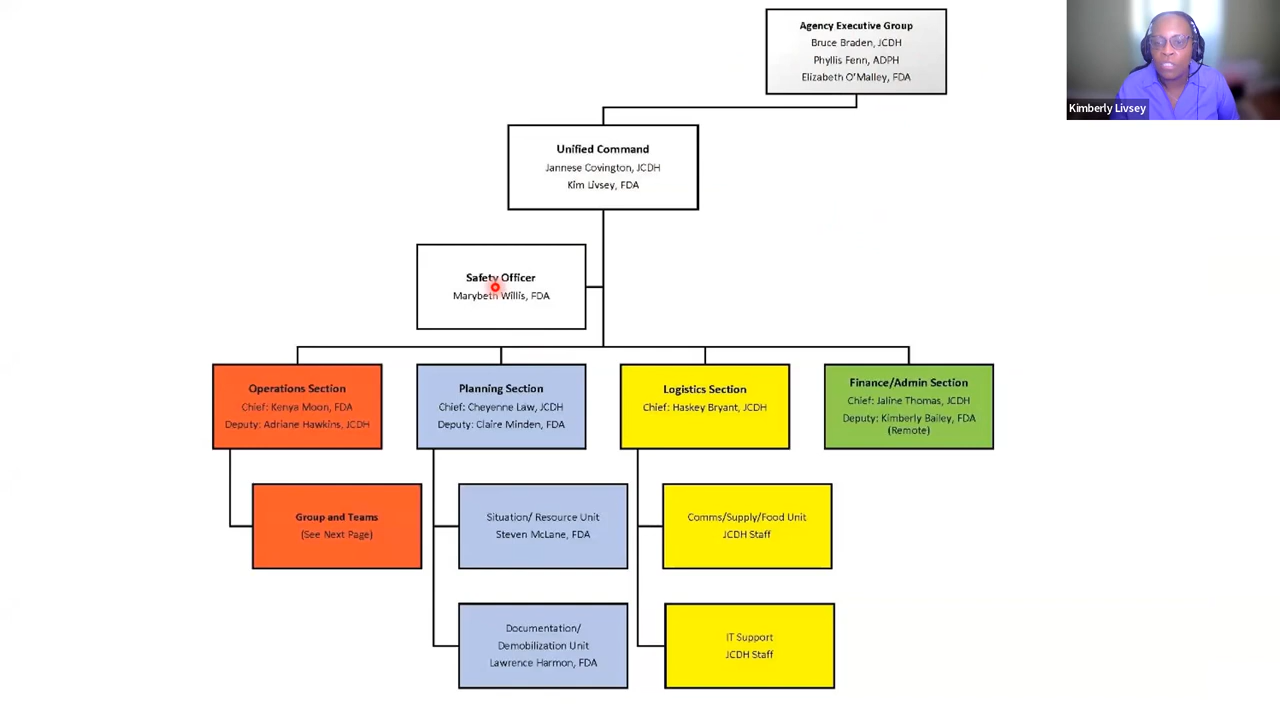 Agency Executive Group
Bruce Braden, JCDH
Phyllis Fenn, ADPH
Elizabeth O'Malley, FDA
Kimberly Livsey
Unified Command
Jannese Covington, JCDH
Kim Livsey, FDA
Safety Officer
Marybeth Willis, FDA
Operations Section
Chief: Kenya Moon, FDA
Deputy: Adriane Hawkins, JCDH
Planning Section
Chief: Cheyenne Law, JCDH
Deputy: Claire Minden, FDA
Logistics Section
Chief: Haskey Bryant, JCDH
Finance/Admin Section
Chief: Jaline Thomas, JCDH
Deputy: Kimberly Bailey, FDA
(Remote)
Group and Teams
(See Next Page)
Situation/ Resource Unit
Steven McLane, FDA
Comms/Supply/Food Unit
JCDH Staff
Documentation/
Demobilization Unit
Lawrence Harmon, FDA
IT Support
JCDH Staff